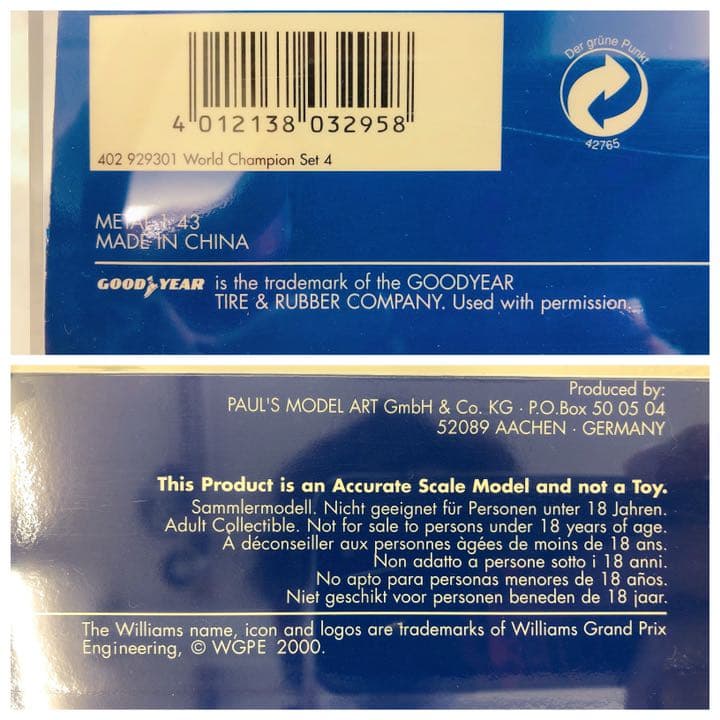 4 012138 032958
402 929301 World Champion Set 4
Der grüne Punkt
42765
METAL 1:43
MADE IN CHINA
GOODYEAR is the trademark of the GOODYEAR
TIRE & RUBBER COMPANY. Used with permission.
Produced by:
PAUL'S MODEL ART GmbH & Co. KG · P.O.Box 50 05 04
52089 AACHEN · GERMANY
This Product is an Accurate Scale Model and not a Toy.
Sammlermodell. Nicht geeignet für Personen unter 18 Jahren.
Adult Collectible. Not for sale to persons under 18 years of age.
À déconseiller aux personnes àgées de moins de 18 ans.
Non adatto a persone sotto i 18 anni.
No apto para personas menores de 18 años.
Niet geschikt voor personen beneden de 18 jaar.
The Williams name, icon and logos are trademarks of Williams Grand Prix
Engineering, © WGPE 2000.